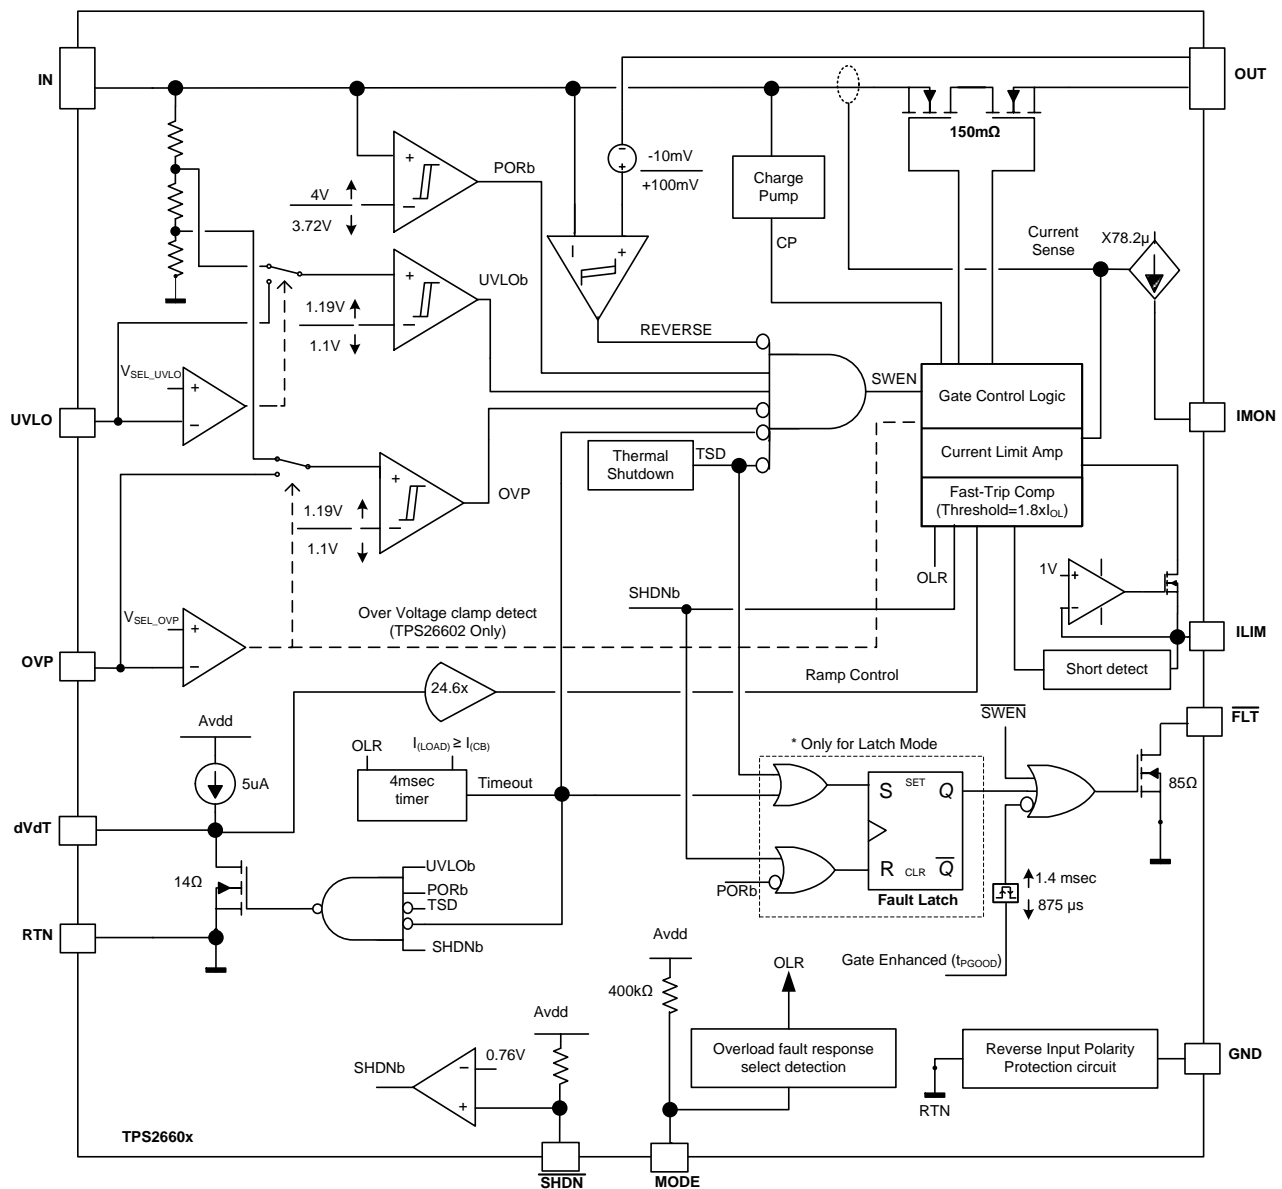 IN
OUT
150mΩ
-10mV
+100mV
PORb
+
4V
−
3.72V
Charge
Pump
CP
Current
Sense
X78.2µ
−
+
UVLOb
+
1.19V
−
1.1V
REVERSE
SWEN
Gate Control Logic
VSEL_UVLO
+
−
UVLO
IMON
Current Limit Amp
Thermal
Shutdown
TSD
Fast-Trip Comp
(Threshold=1.8xIOL)
+
OVP
1.19V
−
1.1V
OLR
1V
+
−
SHDNb
VSEL_OVP
+
−
OVP
Over Voltage clamp detect
(TPS26602 Only)
ILIM
Short detect
24.6x
Ramp Control
Avdd
SWEN
FLT
OLR
I(LOAD) ≥ I(CB)
* Only for Latch Mode
5uA
4msec
timer
Timeout
S
SET
Q
85Ω
dVdT
14Ω
UVLOb
PORb
TSD
SHDNb
PORb
R
CLR
Q
Fault Latch
1.4 msec
875 µs
RTN
Avdd
Gate Enhanced (tPGOOD)
OLR
400kΩ
Avdd
SHDNb
0.76V
−
+
Overload fault response
select detection
Reverse Input Polarity
Protection circuit
GND
RTN
TPS2660x
SHDN
MODE